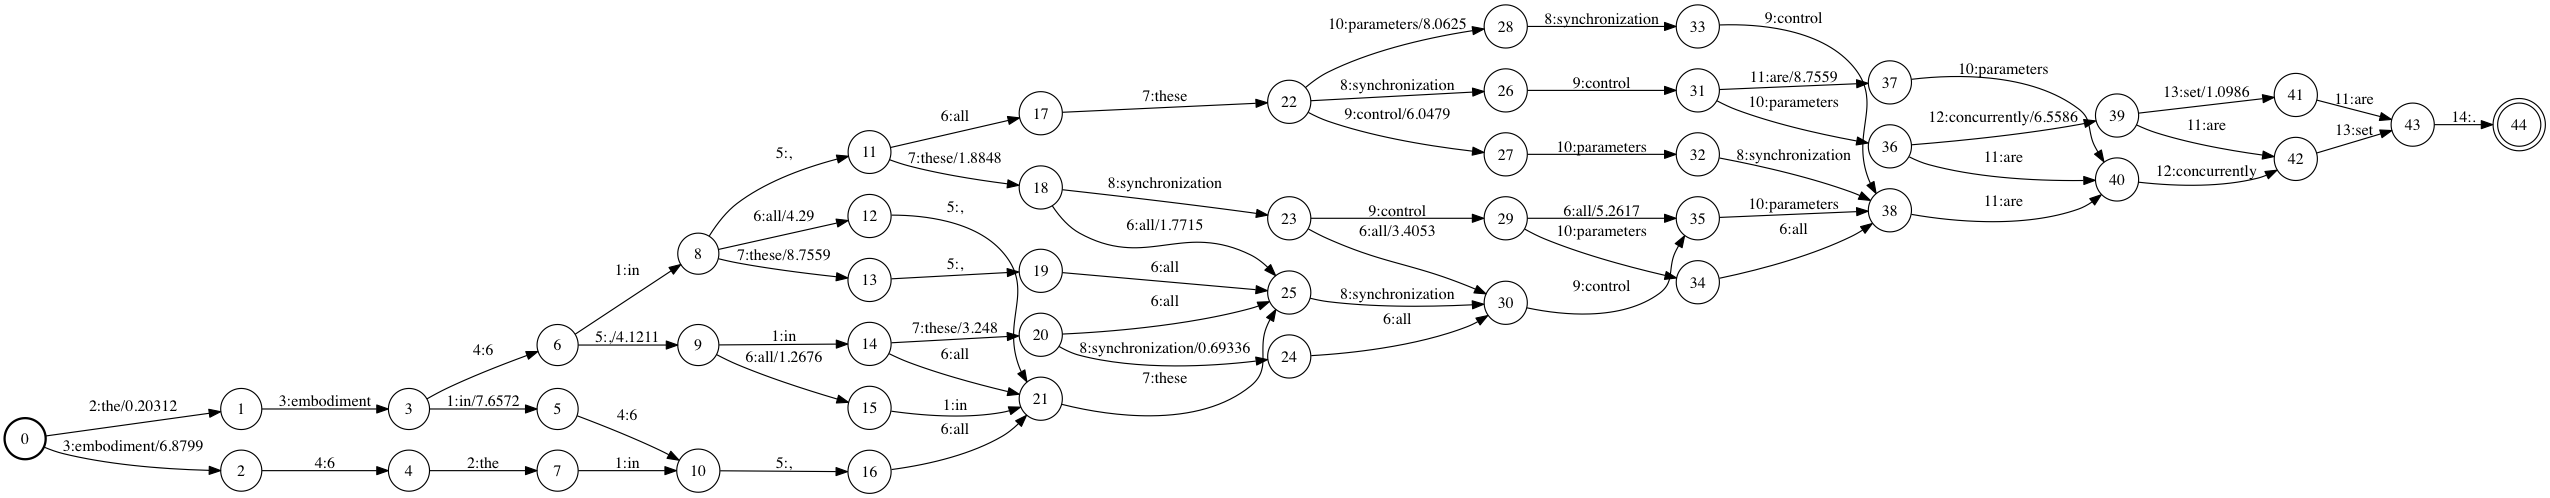 0
2:the/0.20312
3:embodiment/6.8799
1
2
3:embodiment
4:6
3
4
4:6
1:in/7.6572
2:the
6
5
7
1:in
5:,/4.1211
4:6
1:in
8
9
10
5:,
6:all/4.29
7:these/8.7559
1:in
6:all/1.2676
5:,
11
12
13
14
15
16
6:all
7:these/1.8848
5:,
5:,
7:these/3.248
6:all
1:in
6:all
17
18
19
20
21
7:these
8:synchronization
6:all/1.7715
6:all
6:all
8:synchronization/0.69336
7:these
22
23
25
24
10:parameters/8.0625
8:synchronization
9:control/6.0479
9:control
6:all/3.4053
8:synchronization
6:all
28
26
27
29
30
8:synchronization
9:control
10:parameters
6:all/5.2617
10:parameters
9:control
33
31
32
35
34
9:control
11:are/8.7559
10:parameters
8:synchronization
10:parameters
6:all
37
36
38
10:parameters
12:concurrently/6.5586
11:are
11:are
39
40
13:set/1.0986
11:are
12:concurrently
41
42
11:are
13:set
43
14:.
44